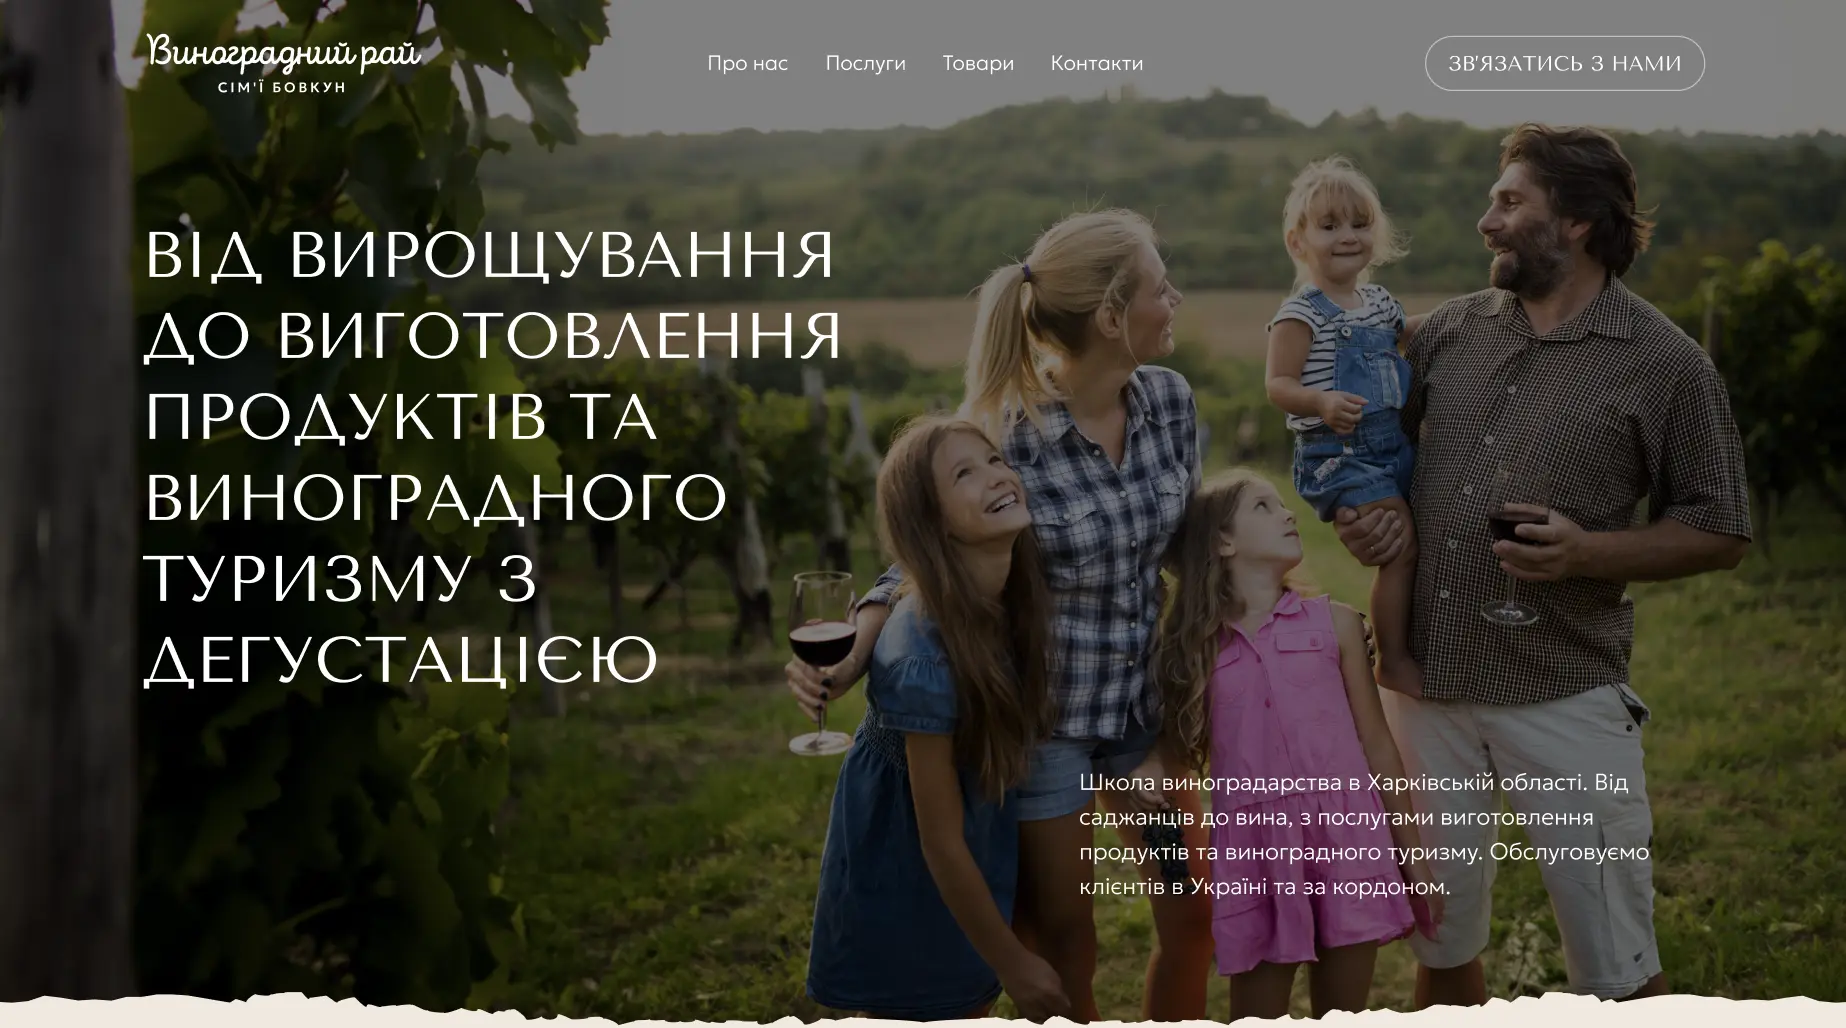 Виноградний рай
СІМ'Ї БОВКУН
Про нас
Послуги
Товари
Контакти
ЗВ'ЯЗАТИСЬ З НАМИ
ВІД ВИРОЩУВАННЯ
ДО ВИГОТОВЛЕННЯ
ПРОДУКТІВ ТА
ВИНОГРАДНОГО
ТУРИЗМУ З
ДЕГУСТАЦІЄЮ
Школа виноградарства в Харківській області. Від
саджанців до вина, з послугами виготовлення
продуктів та виноградного туризму. Обслуговуємо
клієнтів в Україні та за кордоном.